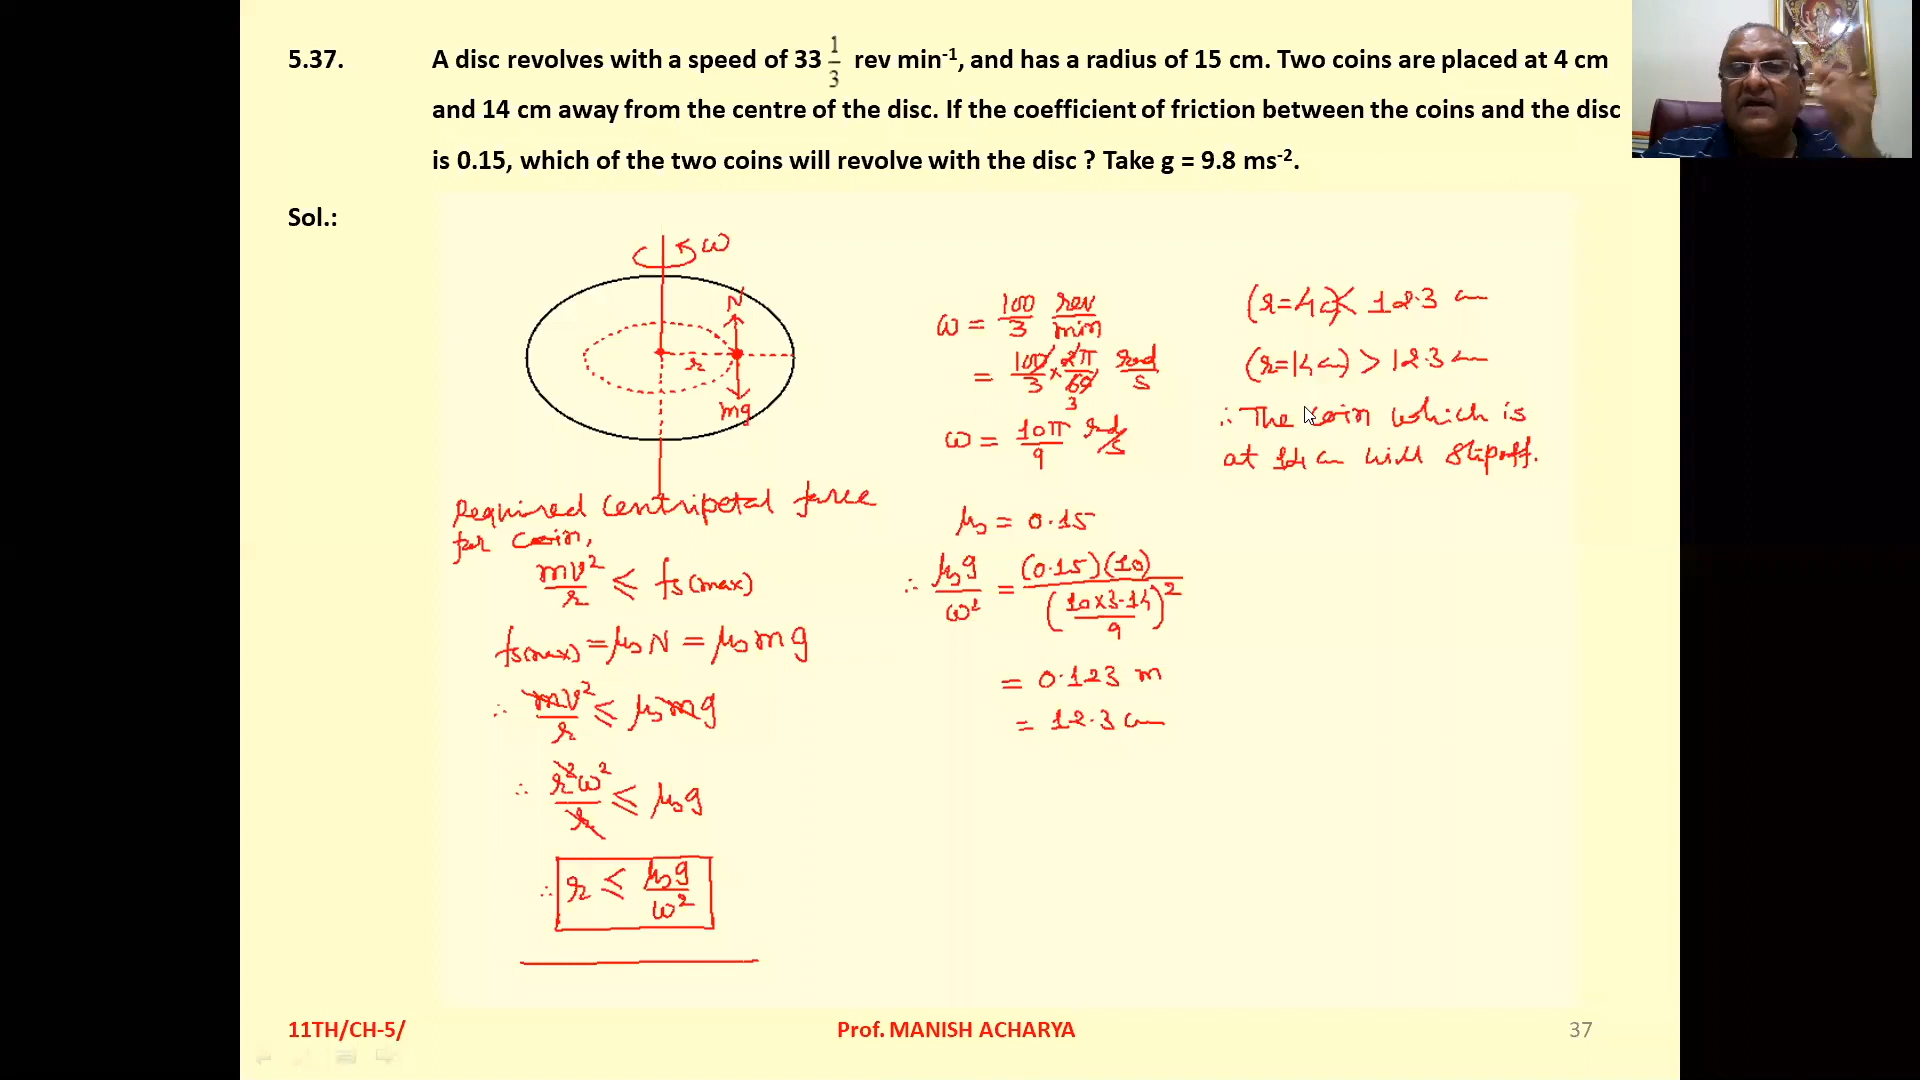 5.37. A disc revolves with a speed of 33 1/3 rev min-1, and has a radius of 15 cm. Two coins are placed at 4 cm
and 14 cm away from the centre of the disc. If the coefficient of friction between the coins and the disc
is 0.15, which of the two coins will revolve with the disc ? Take g = 9.8 ms-2.
Sol.:
ω
N
r
mg
Required centripetal force
for coin,
mv²/r ≤ fs(max)
fs(max) = μsN = μsmg
∴ mv²/r ≤ μsmg
∴ r²ω²/r ≤ μsg
∴ r ≤ μsg/ω²
ω = 100/3 rev/min
= 100/3 × 2π/60 rad/s
3
ω = 10π/9 rad/s
μs = 0.15
∴ μsg/ω² = (0.15)(10)/(10×3.14/9)²
= 0.123 m
= 12.3 cm
(r=4c)< 12.3 cm
(r=14cm) > 12.3 cm
∴ The coin which is
at 14 cm will slip off.
11TH/CH-5/
Prof. MANISH ACHARYA
37